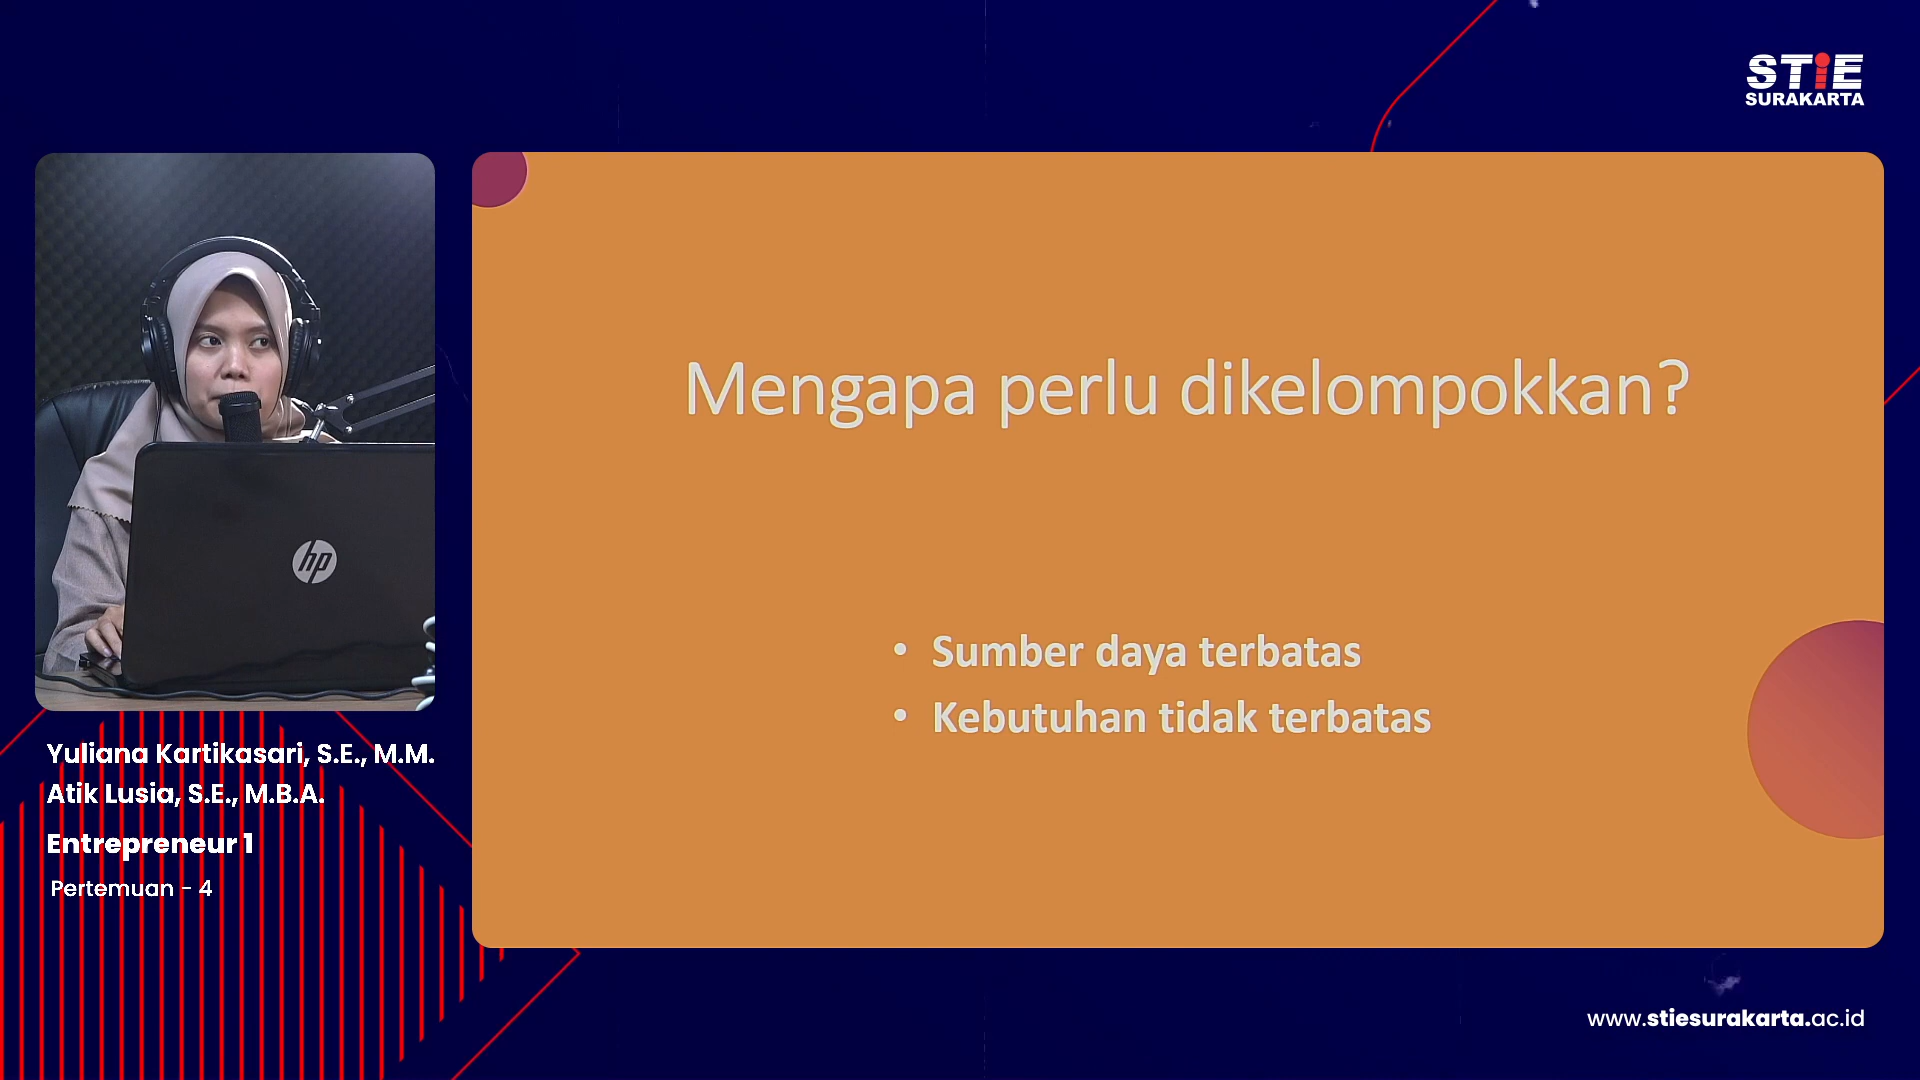 STiE
SURAKARTA
Mengapa perlu dikelompokkan?
• Sumber daya terbatas
• Kebutuhan tidak terbatas
hp
Yuliana Kartikasari, S.E., M.M.
Atik Lusia, S.E., M.B.A.
Entrepreneur 1
Pertemuan - 4
www.stiesurakarta.ac.id